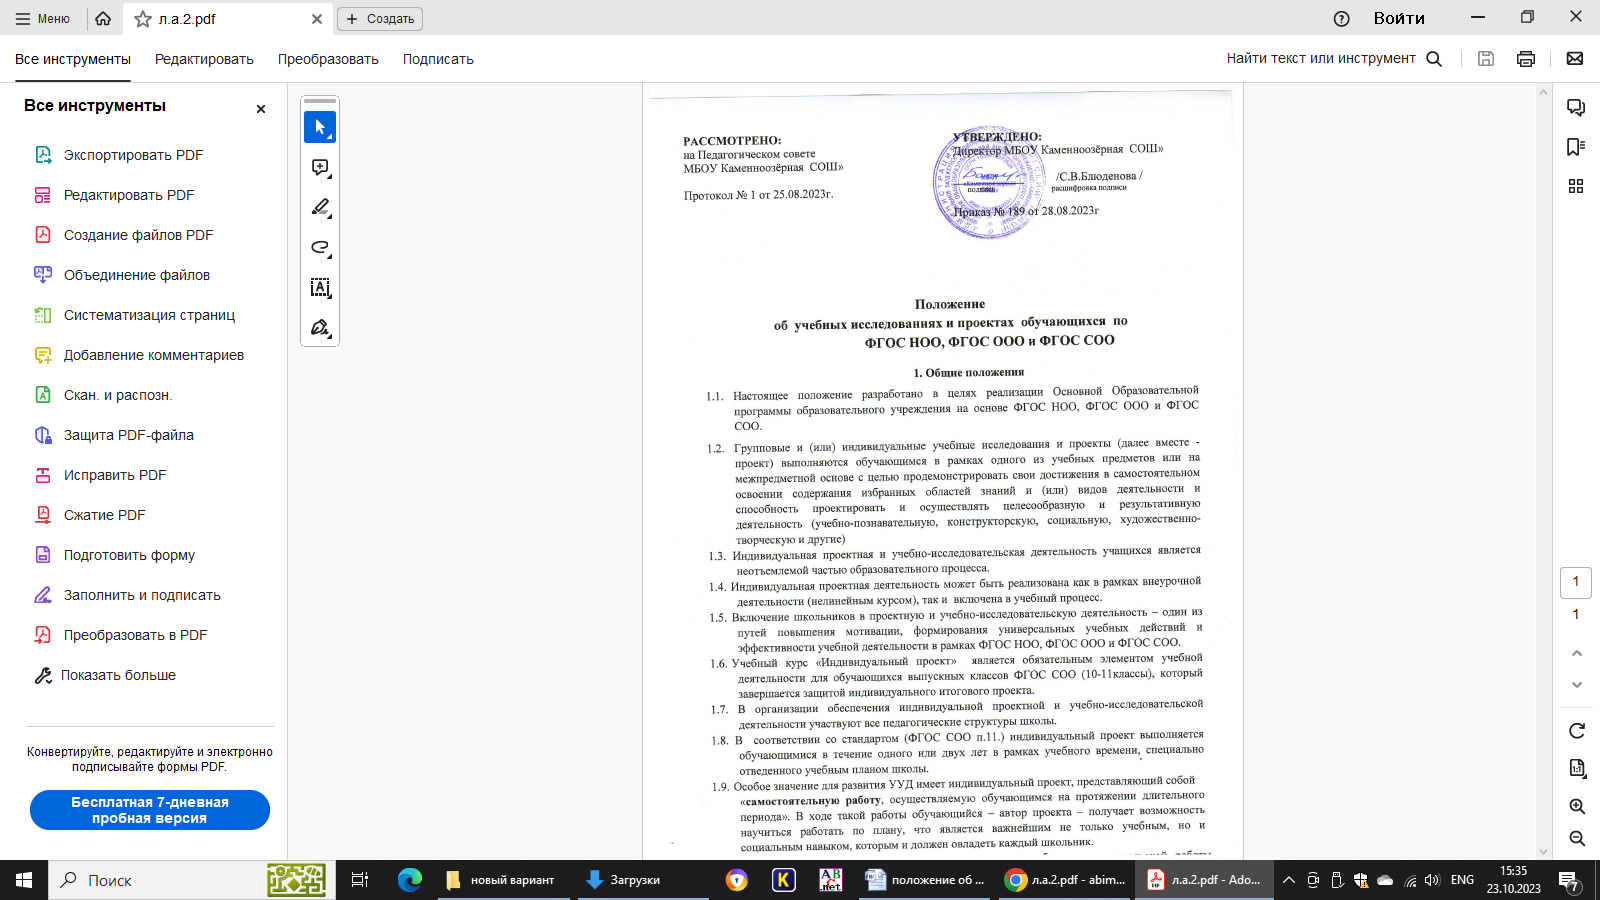 Меню
л.а.2.pdf
Создать
Войти
Все инструменты
Редактировать
Преобразовать
Подписать
Найти текст или инструмент
Все инструменты
Экспортировать PDF
Редактировать PDF
Создание файлов PDF
Объединение файлов
Систематизация страниц
Добавление комментариев
Скан. и распозн.
Защита PDF-файла
Исправить PDF
Сжатие PDF
Подготовить форму
Заполнить и подписать
Преобразовать в PDF
Показать больше
Конвертируйте, редактируйте и электронно
подписывайте формы PDF.
Бесплатная 7-дневная
пробная версия
РАССМОТРЕНО:
на Педагогическом совете
МБОУ Каменноозёрная СОШ»
Протокол № 1 от 25.08.2023г.
УТВЕРЖДЕНО:
Директор МБОУ Каменноозёрная СОШ»
/С.В.Блюденова /
подпись расшифровка подписи
Приказ № 189 от 28.08.2023г
Положение
об учебных исследованиях и проектах обучающихся по
ФГОС НОО, ФГОС ООО и ФГОС СОО
1. Общие положения
1.1. Настоящее положение разработано в целях реализации Основной Образовательной
программы образовательного учреждения на основе ФГОС НОО, ФГОС ООО и ФГОС
СОО.
1.2. Групповые и (или) индивидуальные учебные исследования и проекты (далее вместе -
проект) выполняются обучающимся в рамках одного из учебных предметов или на
межпредметной основе с целью продемонстрировать свои достижения в самостоятельном
освоении содержания избранных областей знаний и (или) видов деятельности и
способность проектировать и осуществлять целесообразную и результативную
деятельность (учебно-познавательную, конструкторскую, социальную, художественно-
творческую и другие)
1.3. Индивидуальная проектная и учебно-исследовательская деятельность учащихся является
неотъемлемой частью образовательного процесса.
1.4. Индивидуальная проектная деятельность может быть реализована как в рамках внеурочной
деятельности (нелинейным курсом), так и включена в учебный процесс.
1.5. Включение школьников в проектную и учебно-исследовательскую деятельность – один из
путей повышения мотивации, формирования универсальных учебных действий и
эффективности учебной деятельности в рамках ФГОС НОО, ФГОС ООО и ФГОС СОО.
1.6. Учебный курс «Индивидуальный проект» является обязательным элементом учебной
деятельности для обучающихся выпускных классов ФГОС СОО (10-11классы), который
завершается защитой индивидуального итогового проекта.
1.7. В организации обеспечения индивидуальной проектной и учебно-исследовательской
деятельности участвуют все педагогические структуры школы.
1.8. В соответствии со стандартом (ФГОС СОО п.11.) индивидуальный проект выполняется
обучающимися в течение одного или двух лет в рамках учебного времени, специально
отведенного учебным планом школы.
1.9. Особое значение для развития УУД имеет индивидуальный проект, представляющий собой
«самостоятельную работу, осуществляемую обучающимся на протяжении длительного
периода». В ходе такой работы обучающийся – автор проекта – получает возможность
научиться работать по плану, что является важнейшим не только учебным, но и
социальным навыком, которым и должен овладеть каждый школьник.
1
1
Поиск
новый вариант
Загрузки
K
ABC.net
положение об ...
л.а.2.pdf - abim...
л.а.2.pdf - Ado...
ENG
15:35
23.10.2023
7